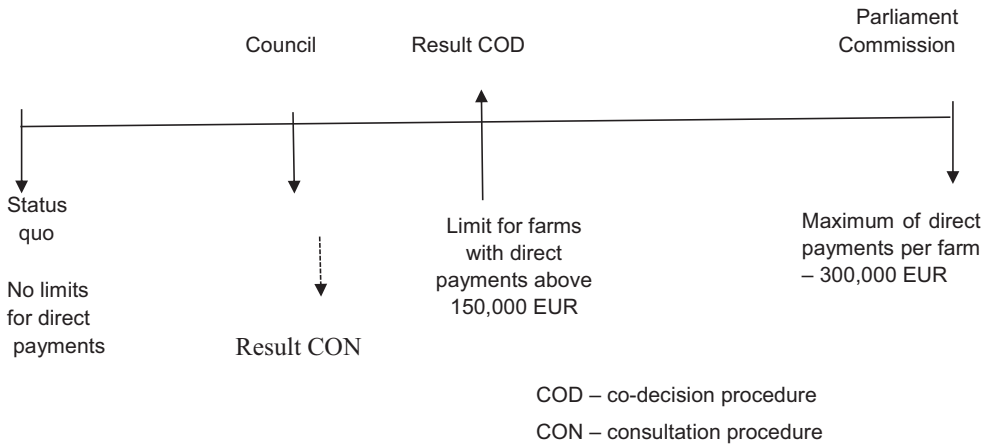 Parliament
Commission
Council
Result COD
Status
quo
No limits
for direct
payments
Result CON
Limit for farms
with direct
payments above
150,000 EUR
Maximum of direct
payments per farm
– 300,000 EUR
COD – co-decision procedure
CON – consultation procedure